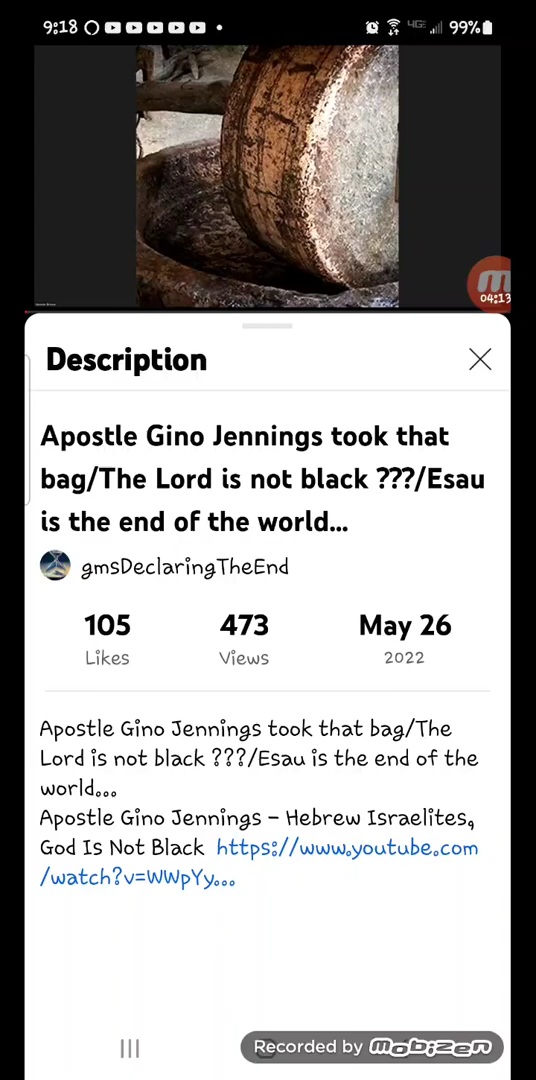 9:18 4GE 99%
04:13
Description
Apostle Gino Jennings took that
bag/The Lord is not black ???/Esau
is the end of the world...
gmsDeclaringTheEnd
105 473 May 26
Likes Views 2022
Apostle Gino Jennings took that bag/The
Lord is not black ???/Esau is the end of the
world...
Apostle Gino Jennings - Hebrew Israelites,
God Is Not Black https://www.youtube.com
/watch?v=WWpYy...
Recorded by mobizen